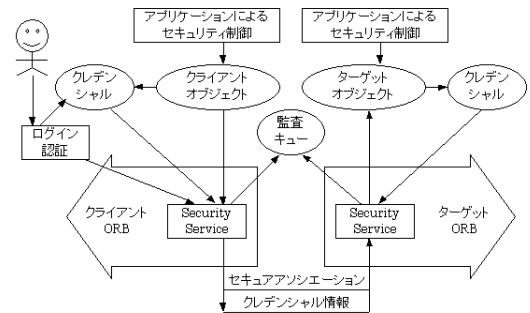 アプリケーションによる
セキュリティ制御
アプリケーションによる
セキュリティ制御
クレデン
シャル
クライアント
オブジェクト
ターゲット
オブジェクト
クレデン
シャル
監査
キュー
ログイン
認証
クライアント
ORB
Security
Service
Security
Service
ターゲット
ORB
セキュアアソシエーション
クレデンシャル情報